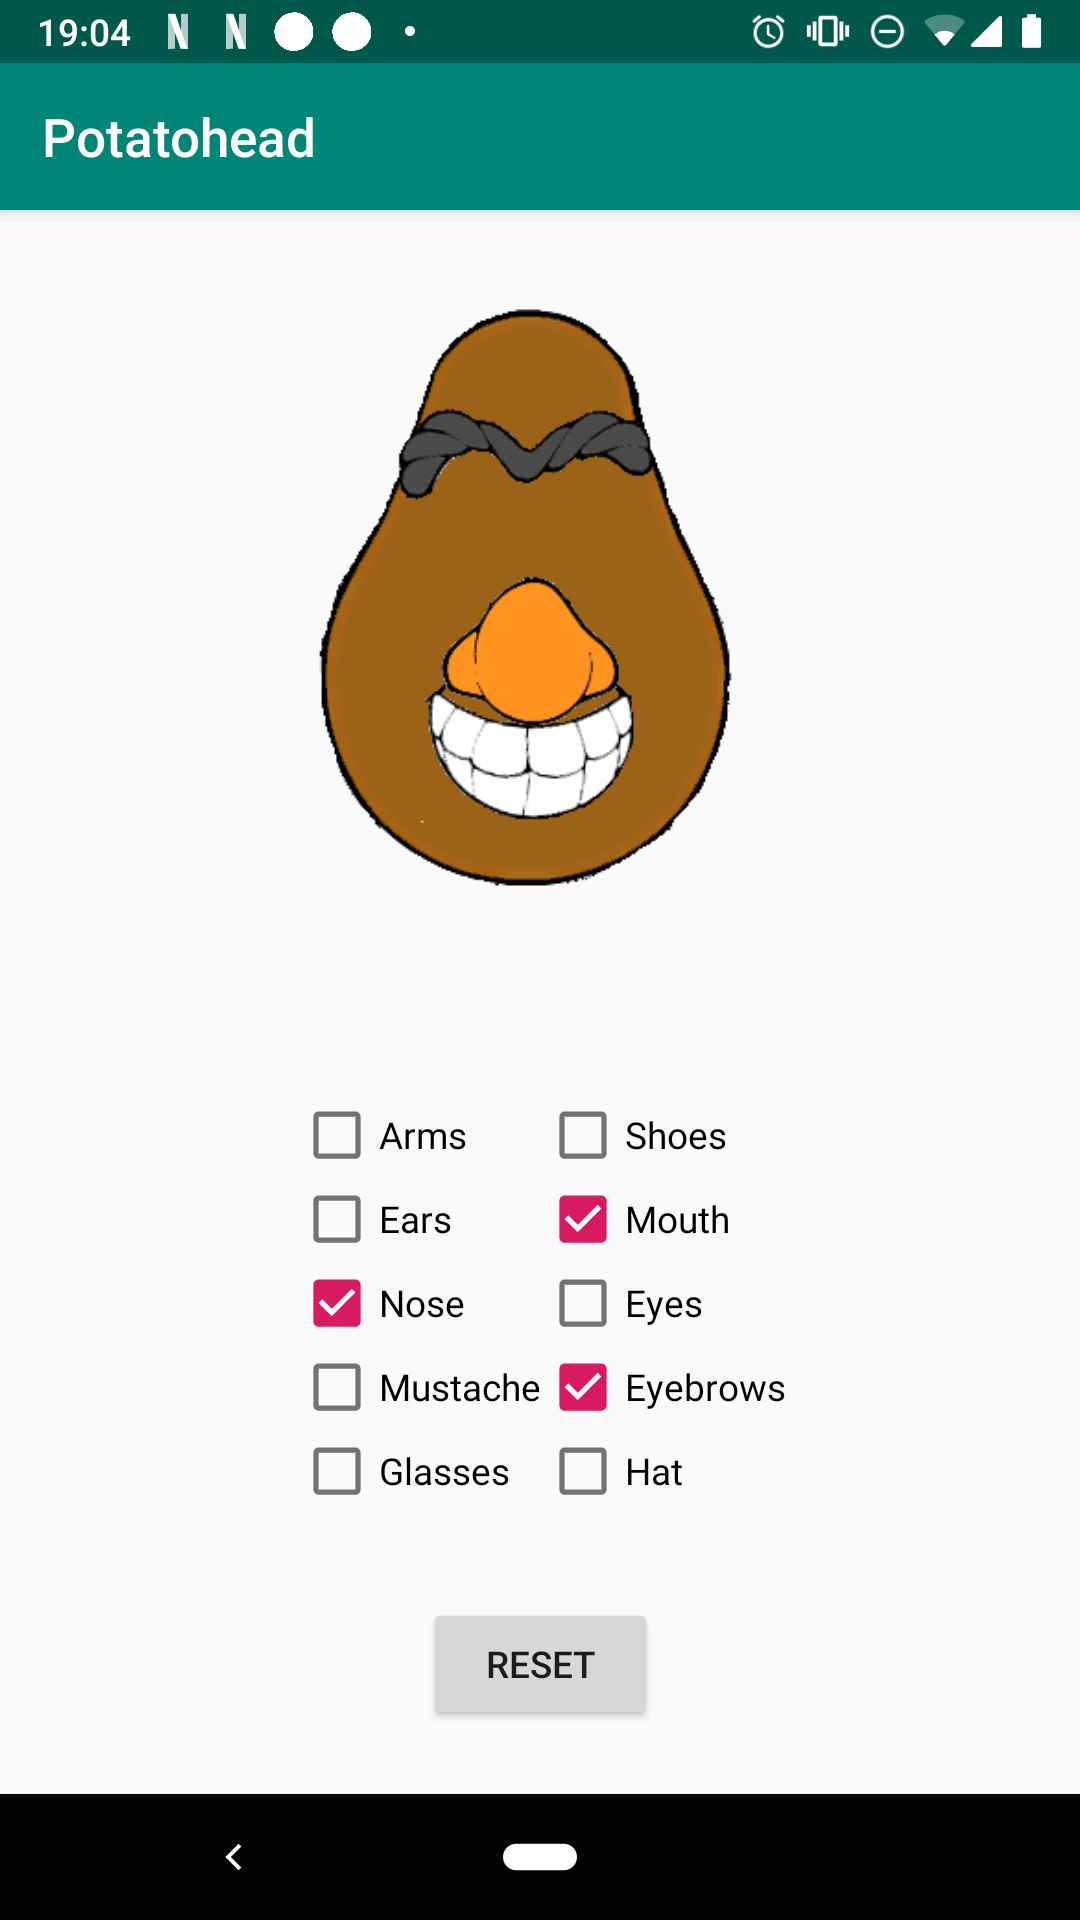 19:04
Potatohead
Arms Shoes
Ears Mouth
Nose Eyes
Mustache Eyebrows
Glasses Hat
RESET